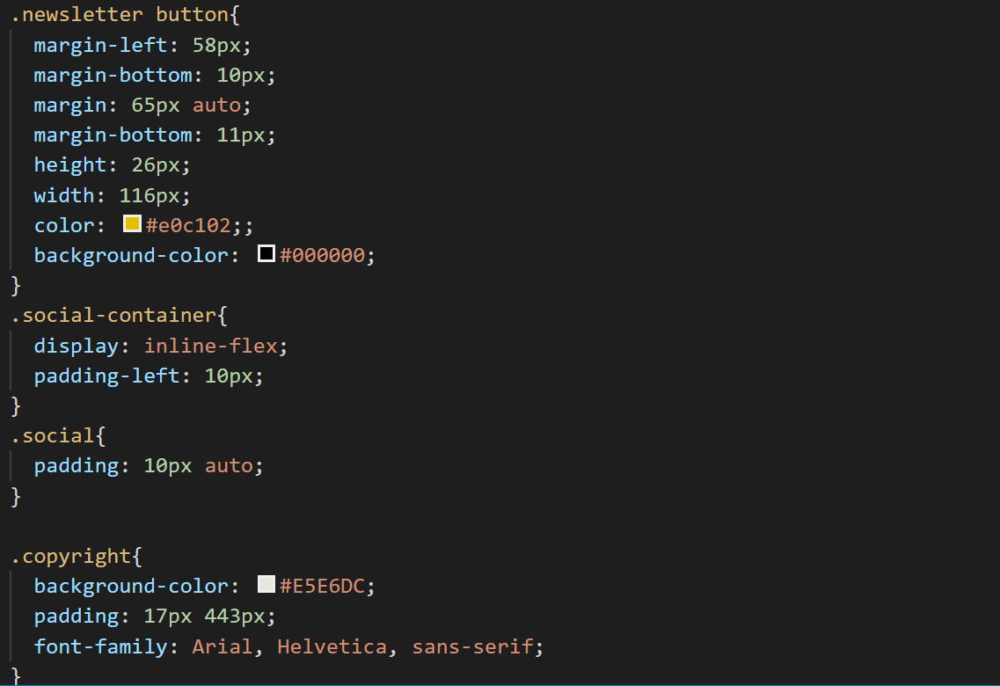 .newsletter button{
margin-left: 58px;
margin-bottom: 10px;
margin: 65px auto;
margin-bottom: 11px;
height: 26px;
width: 116px;
color: #e0c102;;
background-color: #000000;
}
.social-container{
display: inline-flex;
padding-left: 10px;
}
.social{
padding: 10px auto;
}
.copyright{
background-color: #E5E6DC;
padding: 17px 443px;
font-family: Arial, Helvetica, sans-serif;
}